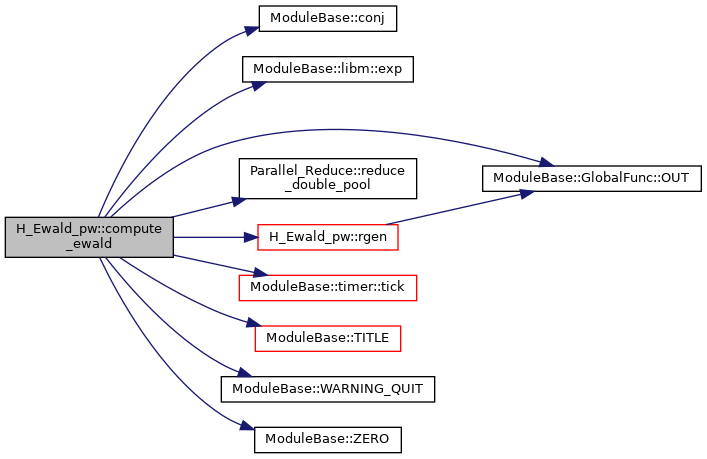 ModuleBase::conj
ModuleBase::libm::exp
Parallel_Reduce::reduce
_double_pool
ModuleBase::GlobalFunc::OUT
H_Ewald_pw::compute
_ewald
H_Ewald_pw::rgen
ModuleBase::timer::tick
ModuleBase::TITLE
ModuleBase::WARNING_QUIT
ModuleBase::ZERO